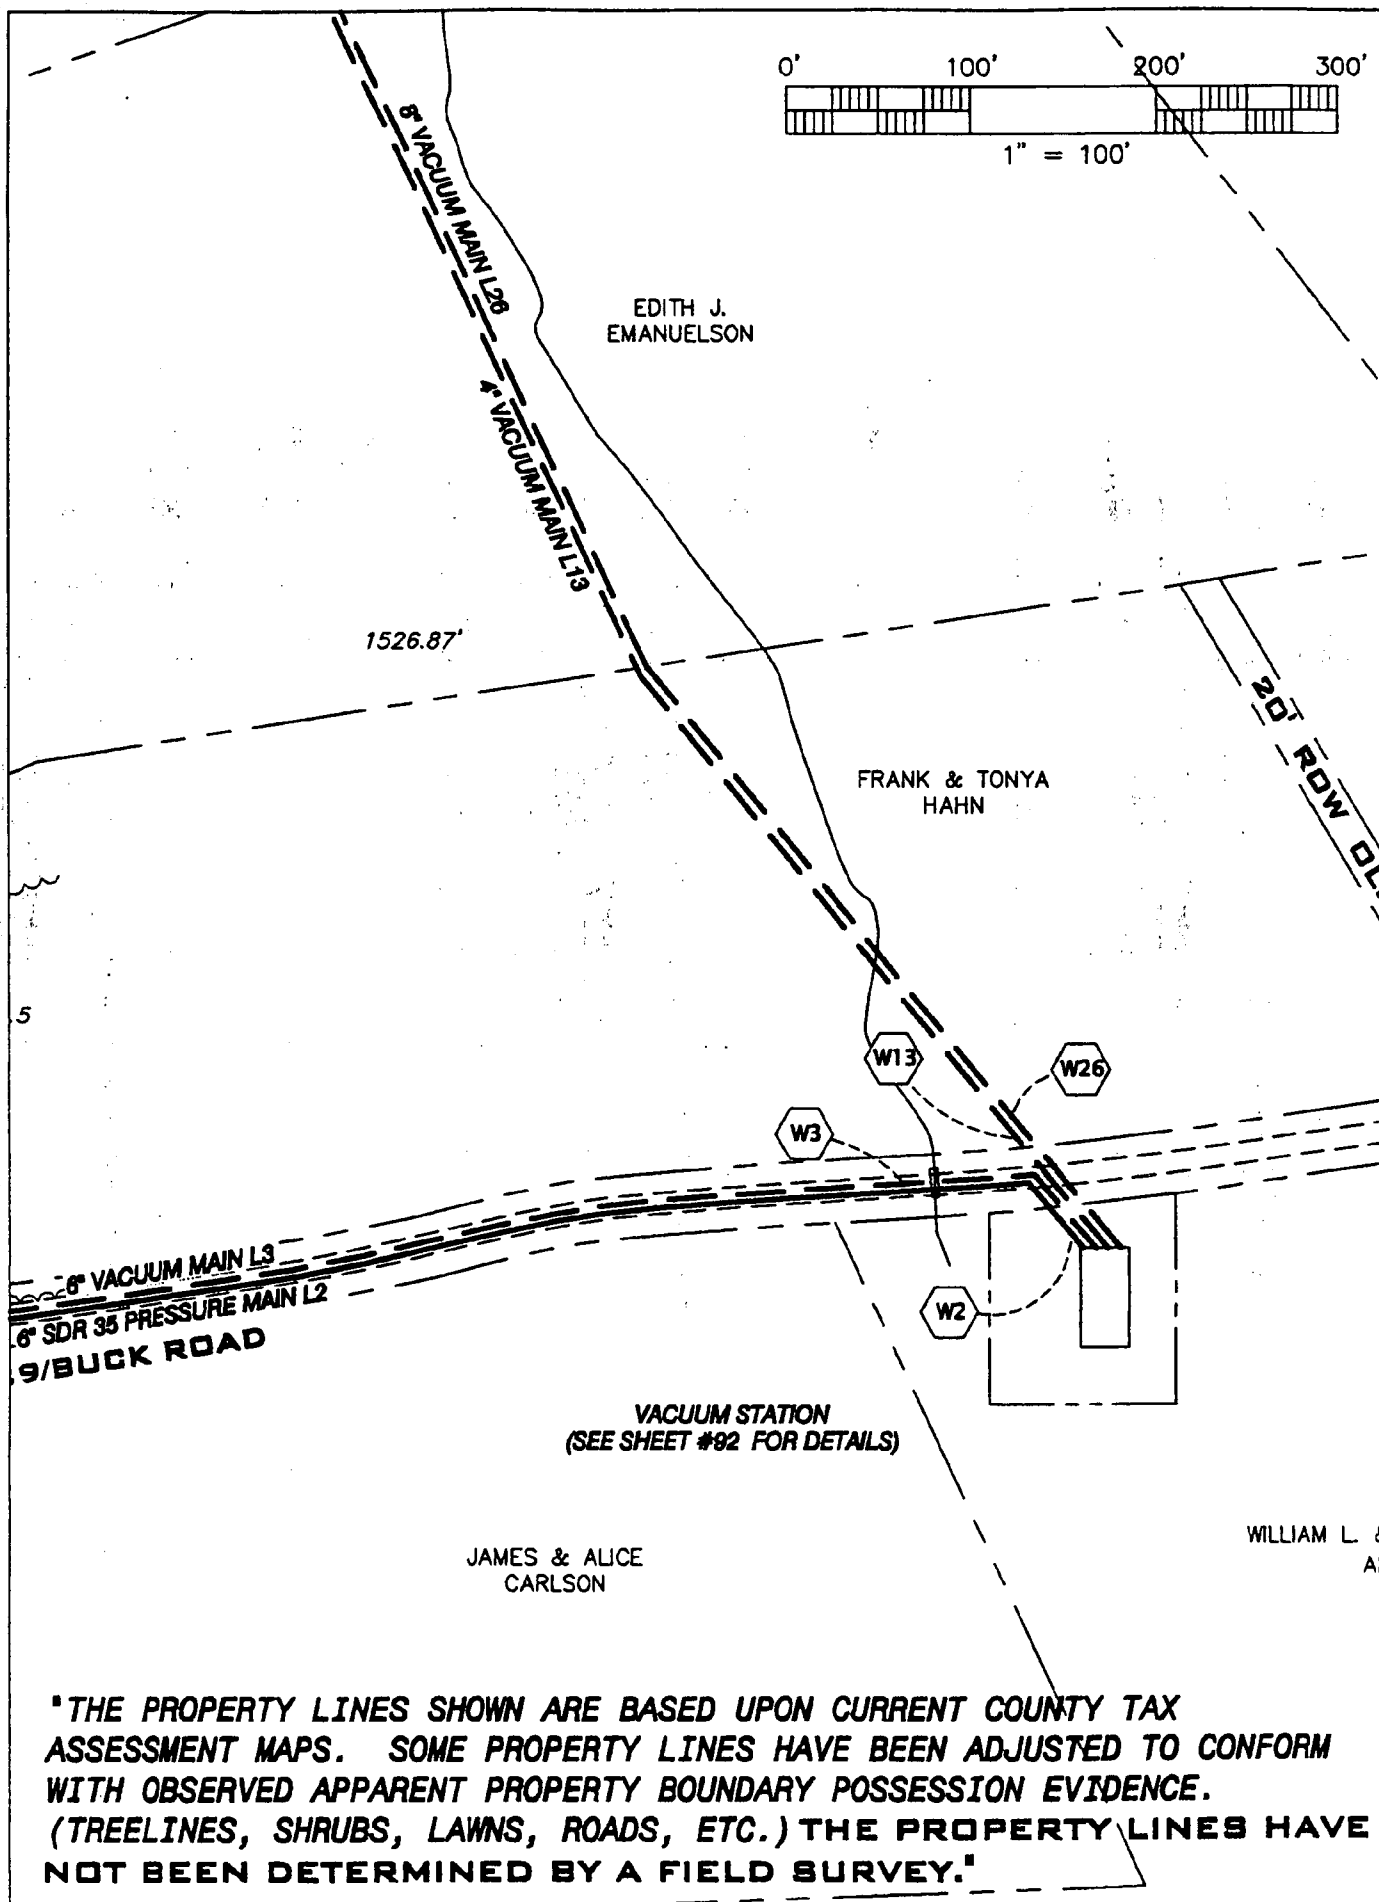 0' 100' 200' 300'
1" = 100'
8" VACUUM MAIN L26
EDITH J.
EMANUELSON
4" VACUUM MAIN L13
1526.87'
20' ROW
FRANK & TONYA
HAHN
.5
W13
W26
W3
6" VACUUM MAIN L3
6" SDR 35 PRESSURE MAIN L2
9/BUCK ROAD
W2
VACUUM STATION
(SEE SHEET #92 FOR DETAILS)
WILLIAM L. &
JAMES & ALICE
CARLSON
"THE PROPERTY LINES SHOWN ARE BASED UPON CURRENT COUNTY TAX
ASSESSMENT MAPS. SOME PROPERTY LINES HAVE BEEN ADJUSTED TO CONFORM
WITH OBSERVED APPARENT PROPERTY BOUNDARY POSSESSION EVIDENCE.
(TREELINES, SHRUBS, LAWNS, ROADS, ETC.) THE PROPERTY LINES HAVE
NOT BEEN DETERMINED BY A FIELD SURVEY."